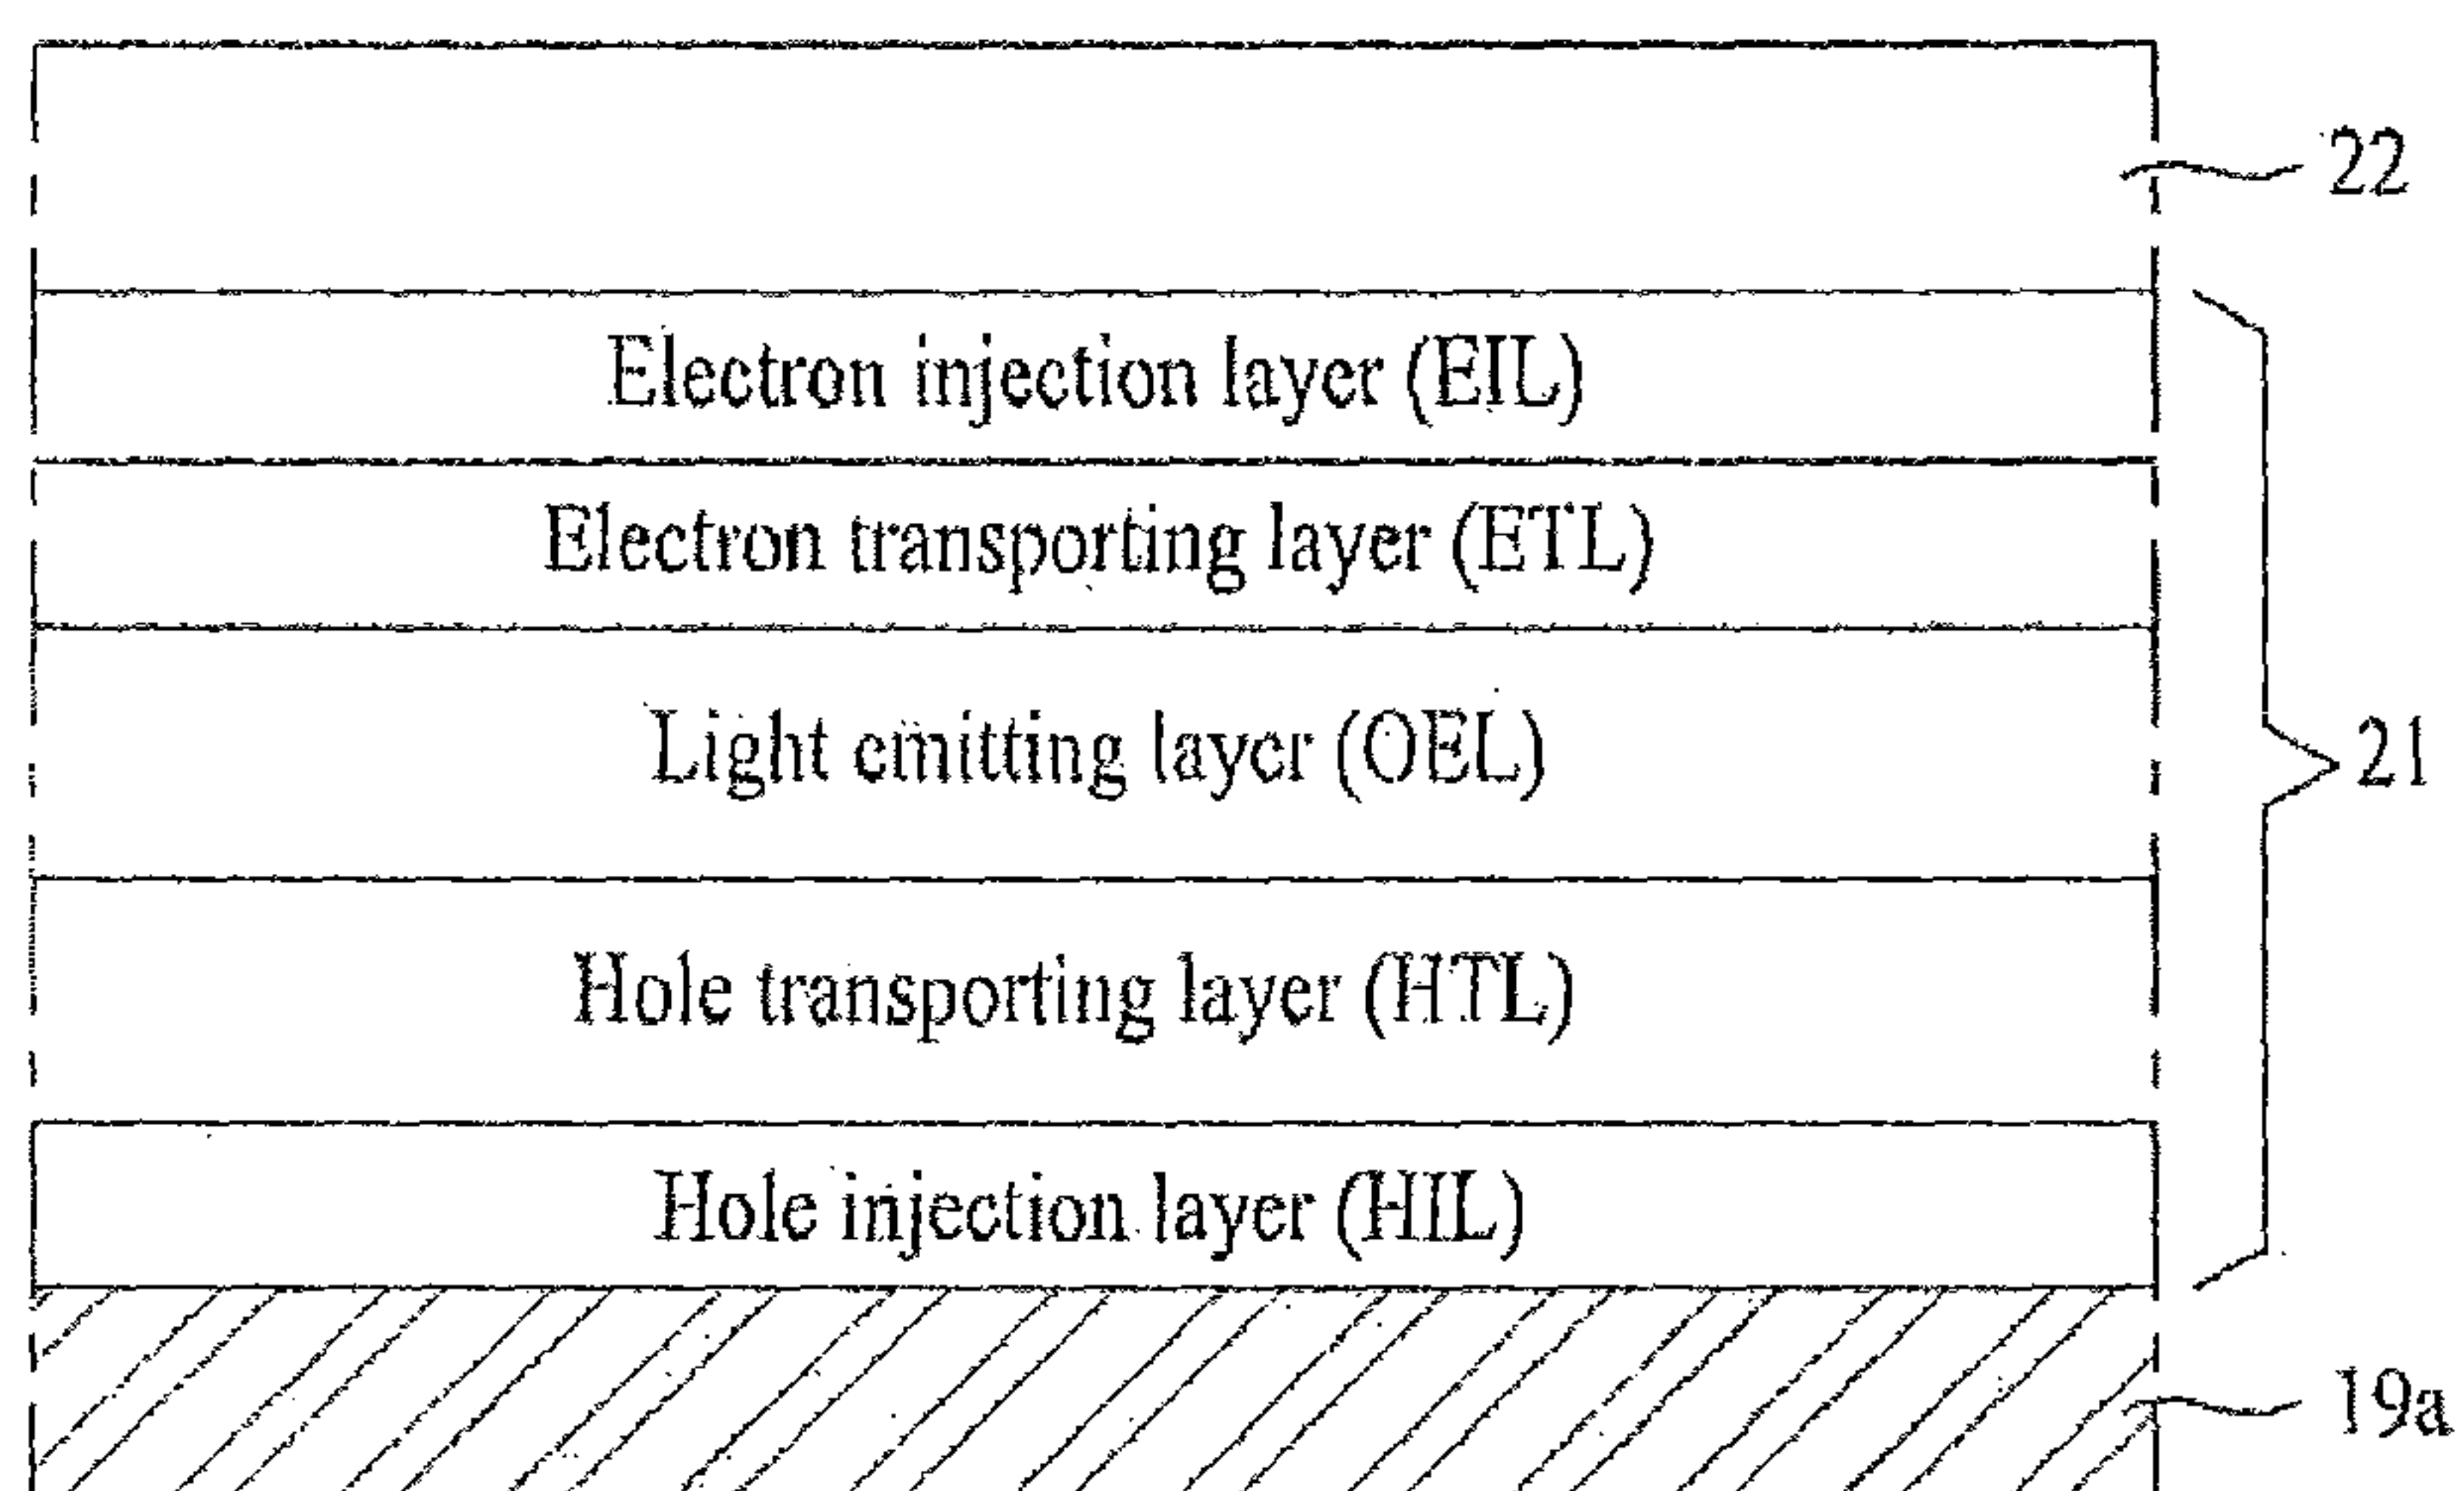 22
Electron injection layer (EIL)
Electron transporting layer (ETL)
Light emitting layer (OEL)
21
Hole transporting layer (HTL)
Hole injection layer (HIL)
19a